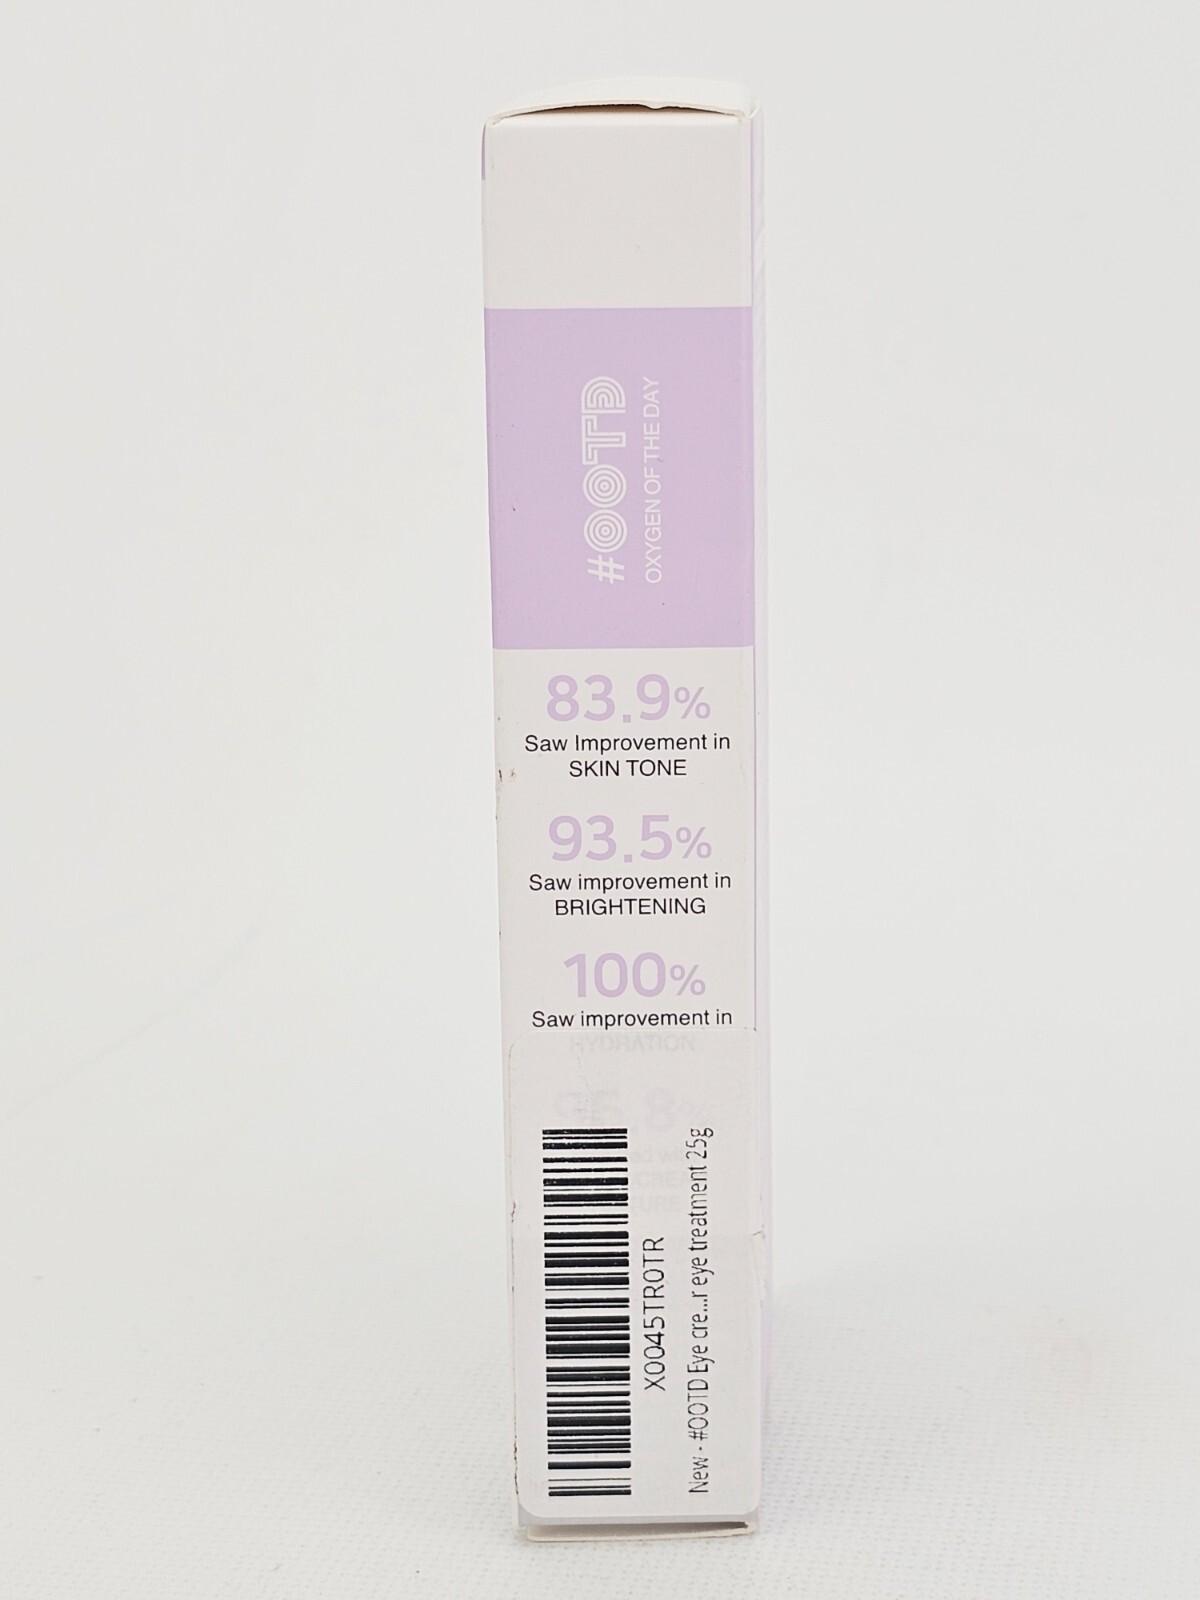 #OOTD
OXYGEN OF THE DAY
83.9%
Saw Improvement in
SKIN TONE
93.5%
Saw improvement in
BRIGHTENING
100%
Saw improvement in
HYDRATION
X0045TR0TR
New - #OOTD Eye cre...r eye treatment 25g